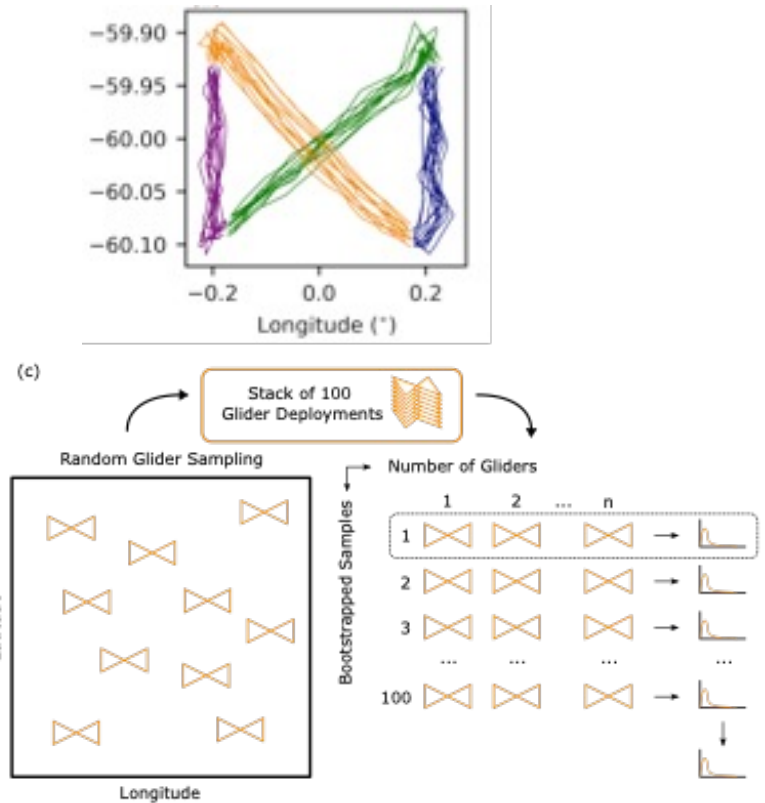 −59.90
−59.95
−60.00
−60.05
−60.10
−0.2 0.0 0.2
Longitude (°)
(c)
Stack of 100
Glider Deployments
Random Glider Sampling
Longitude
Number of Gliders
Bootstrapped Samples
1 2 ... n
1
2
3
... ... ... ...
100